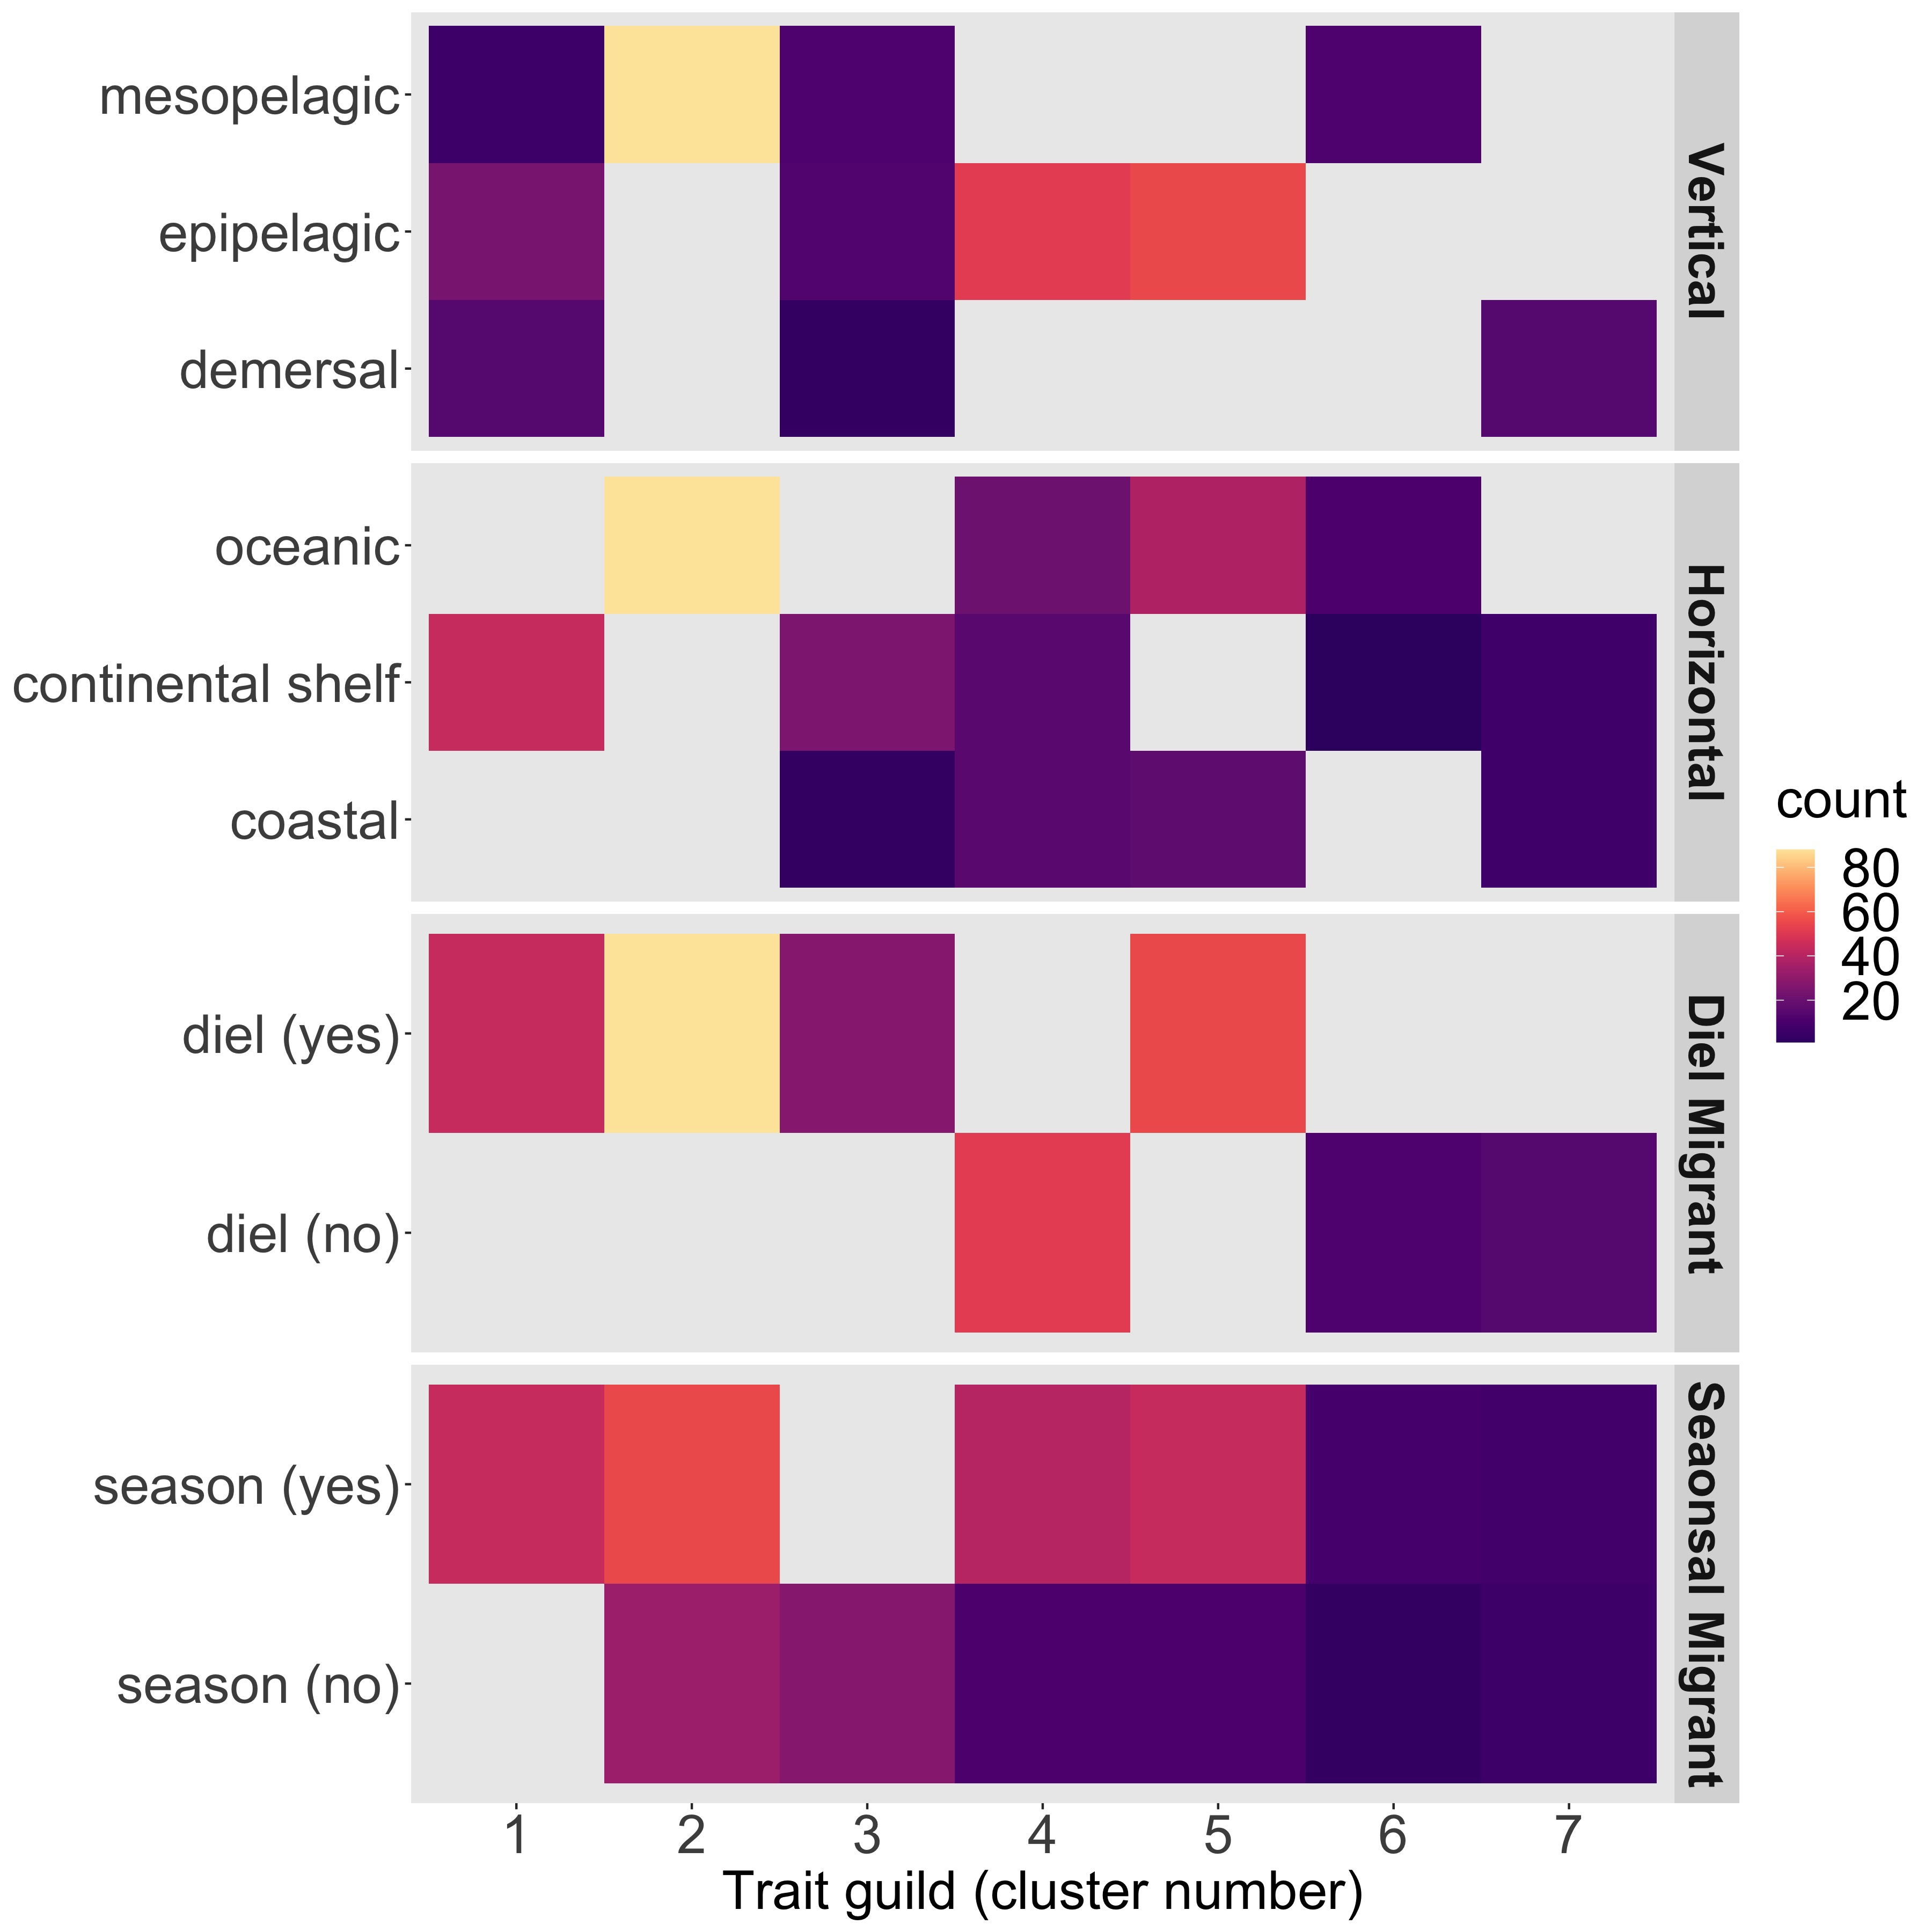 mesopelagic
epipelagic
demersal
Vertical
oceanic
continental shelf
coastal
Horizontal
diel (yes)
diel (no)
Diel Migrant
season (yes)
season (no)
Seaonsal Migrant
1 2 3 4 5 6 7
Trait guild (cluster number)
count
80
60
40
20